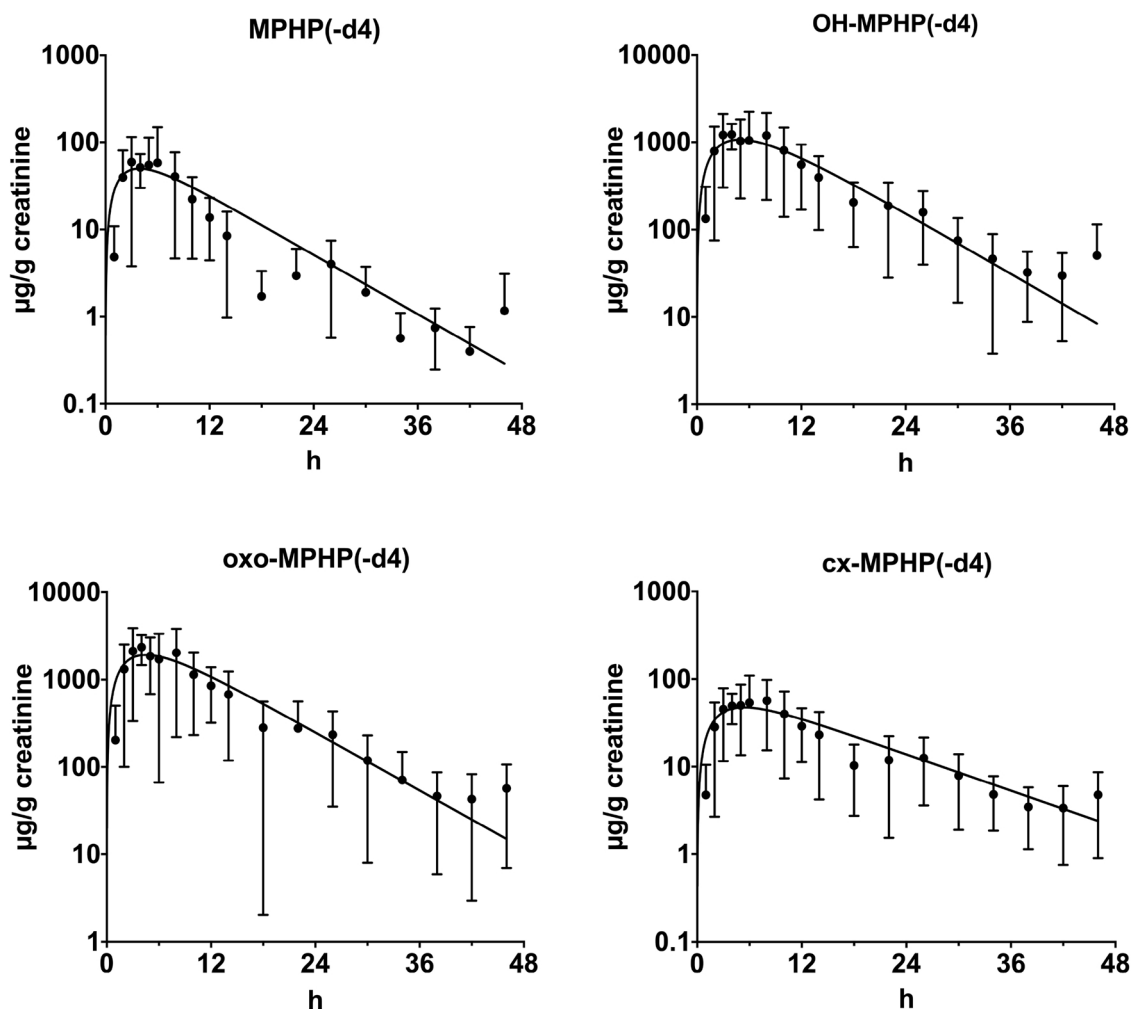 MPHP(-d4)
µg/g creatinine
1000
100
10
1
0.1
0 12 24 36 48
h
OH-MPHP(-d4)
µg/g creatinine
10000
1000
100
10
1
0 12 24 36 48
h
oxo-MPHP(-d4)
µg/g creatinine
10000
1000
100
10
1
0 12 24 36 48
h
cx-MPHP(-d4)
µg/g creatinine
1000
100
10
1
0.1
0 12 24 36 48
h